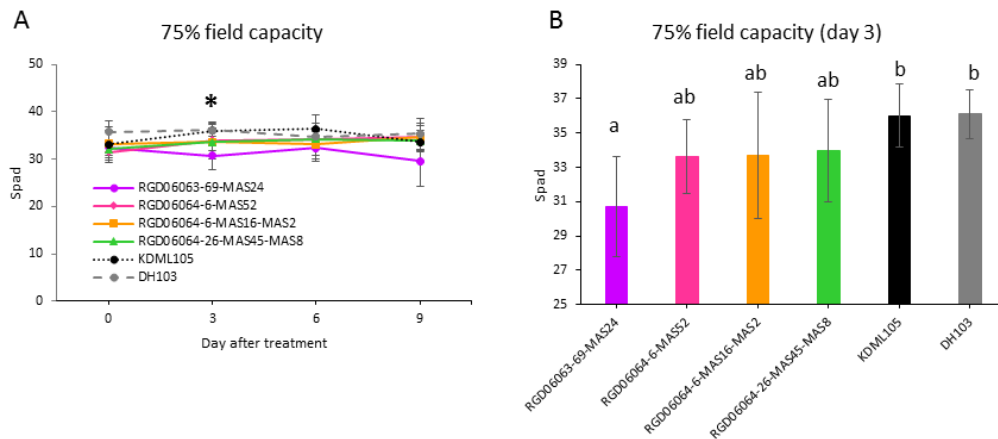 A
75% field capacity
50
40
30
20
10
0
Spad
*
RGD06063-69-MAS24
RGD06064-6-MAS52
RGD06064-6-MAS16-MAS2
RGD06064-26-MAS45-MAS8
KDML105
DH103
0 3 6 9
Day after treatment
B
75% field capacity (day 3)
39
37
35
33
31
29
27
25
Spad
a ab ab ab b b
RGD06063-69-MAS24
RGD06064-6-MAS52
RGD06064-6-MAS16-MAS2
RGD06064-26-MAS45-MAS8
KDML105
DH103